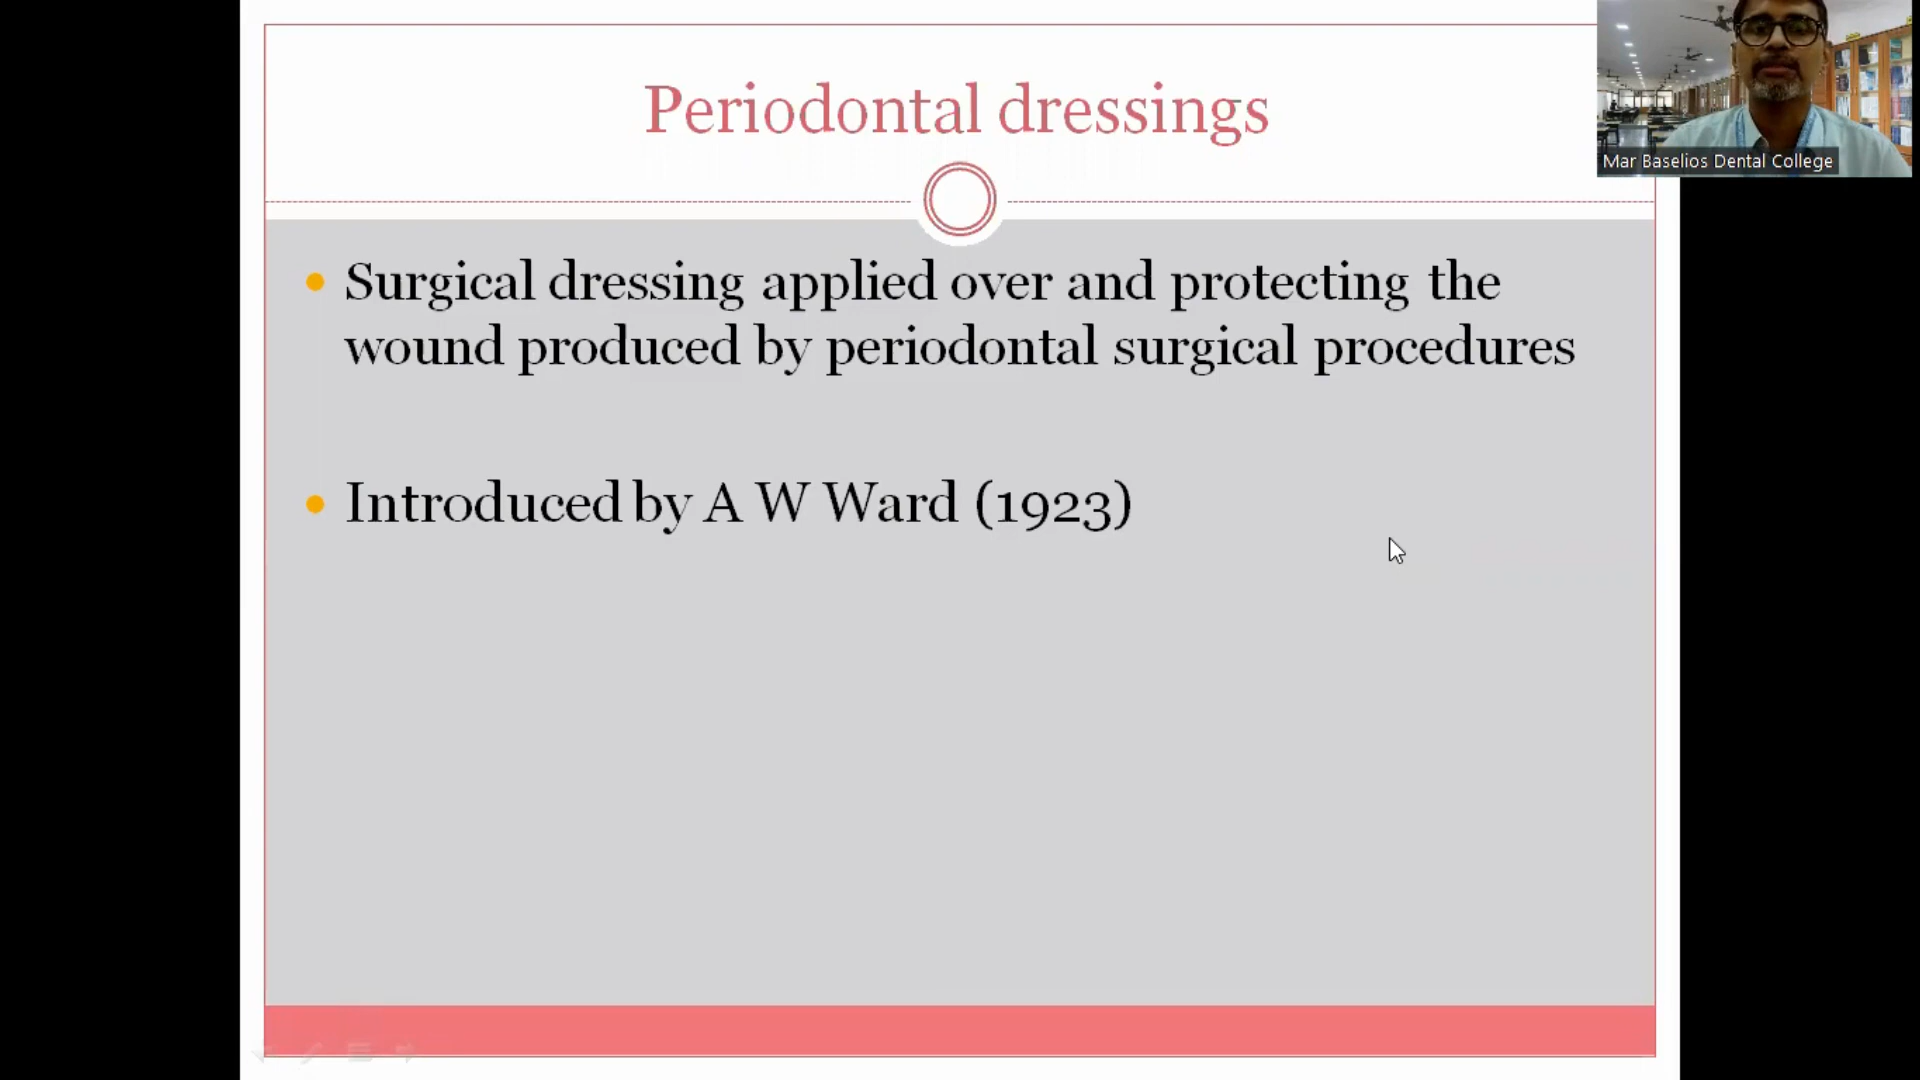 Periodontal dressings
Mar Baselios Dental College
Surgical dressing applied over and protecting the
wound produced by periodontal surgical procedures
Introduced by A W Ward (1923)